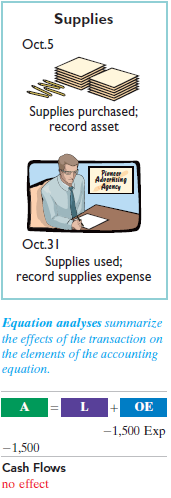 Supplies
Oct.5
Supplies purchased;
record asset
Pioneer
Advertising
Agency
Oct.31
Supplies used;
record supplies expense
Equation analyses summarize
the effects of the transaction on
the elements of the accounting
equation.
A = L + OE
−1,500 Exp
−1,500
Cash Flows
no effect